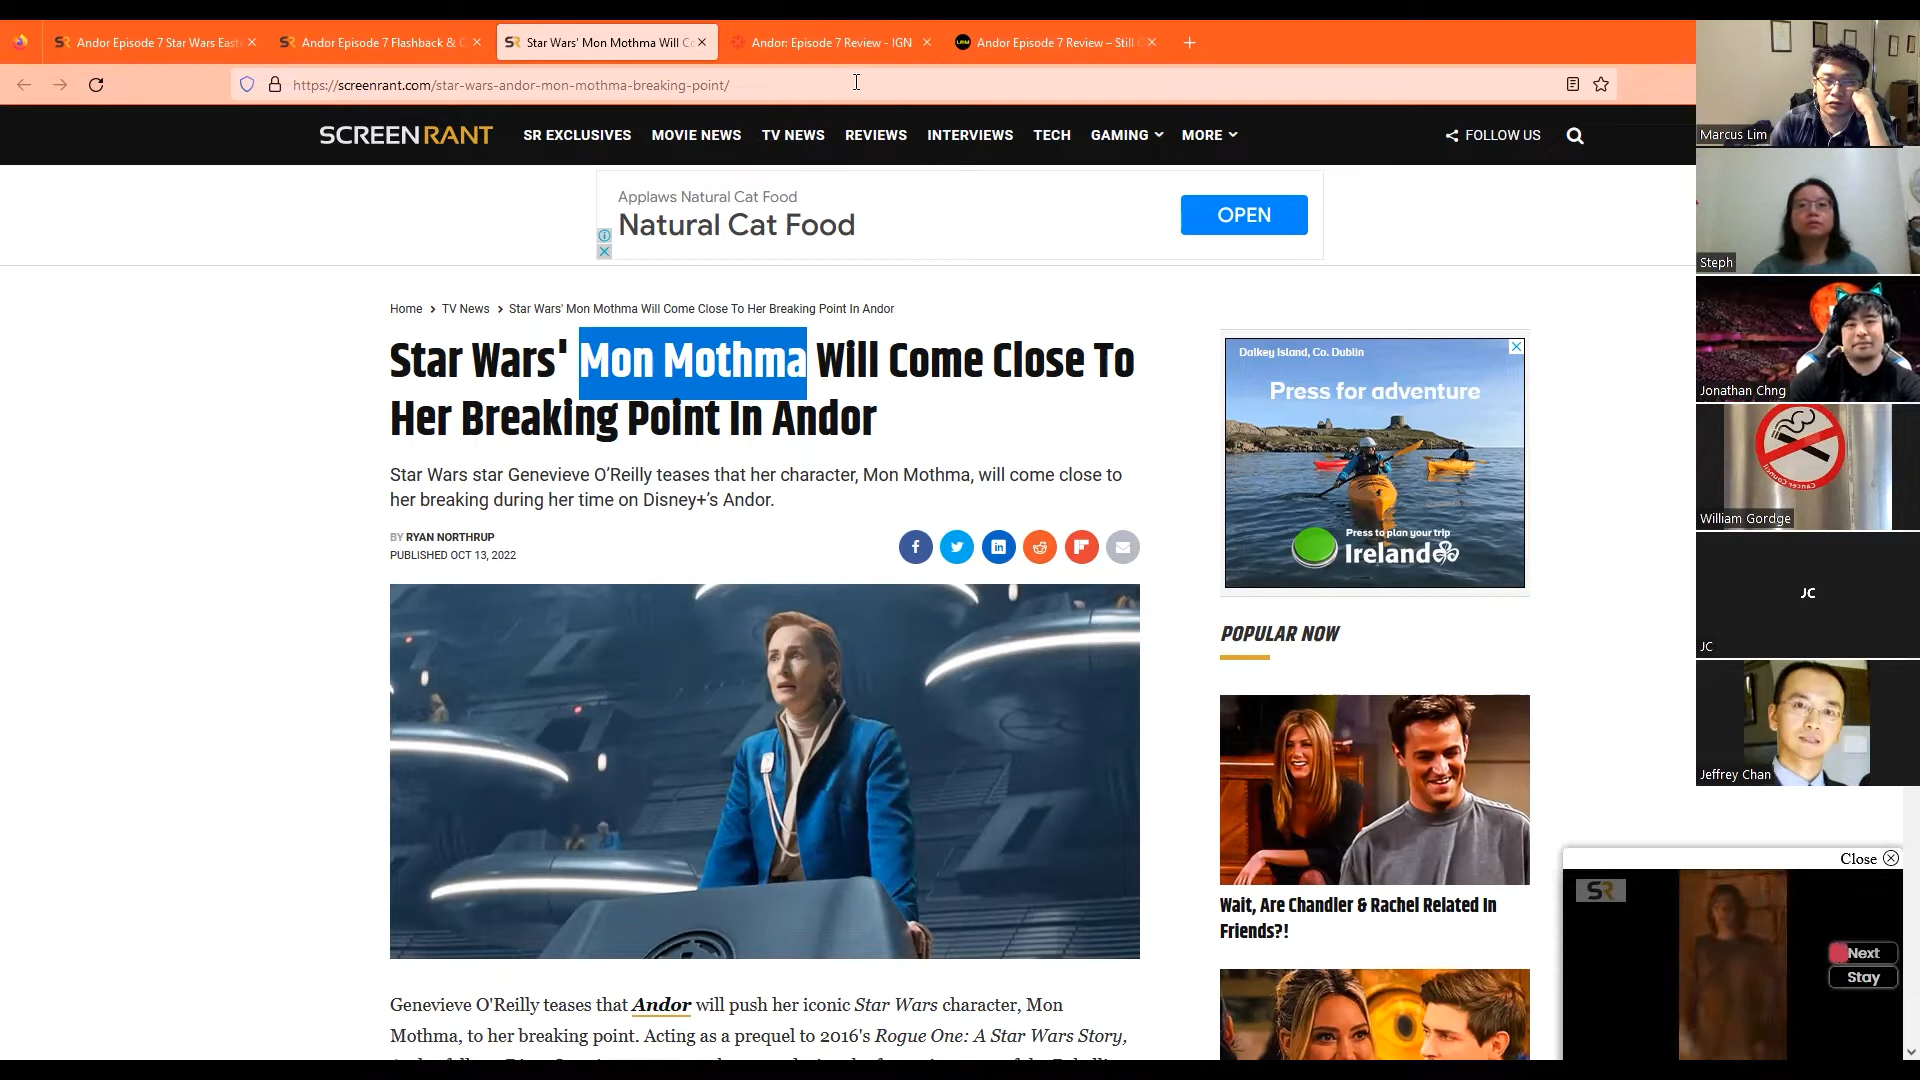 Andor Episode 7 Star Wars East
Andor Episode 7 Flashback & C
Star Wars' Mon Mothma Will Co
Andor: Episode 7 Review - IGN
LRM
Andor Episode 7 Review – Still
https://screenrant.com/star-wars-andor-mon-mothma-breaking-point/
SCREENRANT
SR EXCLUSIVES
MOVIE NEWS
TV NEWS
REVIEWS
INTERVIEWS
TECH
GAMING
MORE
FOLLOW US
Applaws Natural Cat Food
Natural Cat Food
OPEN
Home > TV News > Star Wars' Mon Mothma Will Come Close To Her Breaking Point In Andor
Star Wars' Mon Mothma Will Come Close To
Her Breaking Point In Andor
Star Wars star Genevieve O’Reilly teases that her character, Mon Mothma, will come close to
her breaking during her time on Disney+’s Andor.
BY RYAN NORTHRUP
PUBLISHED OCT 13, 2022
Genevieve O'Reilly teases that Andor will push her iconic Star Wars character, Mon
Mothma, to her breaking point. Acting as a prequel to 2016's Rogue One: A Star Wars Story,
Dalkey Island, Co. Dublin
Press for adventure
Press to plan your trip
Ireland
POPULAR NOW
Wait, Are Chandler & Rachel Related In
Friends?!
Marcus Lim
Steph
Jonathan Chng
Cancer Council
William Gordge
JC
JC
Jeffrey Chan
Close
SR
Next
Stay